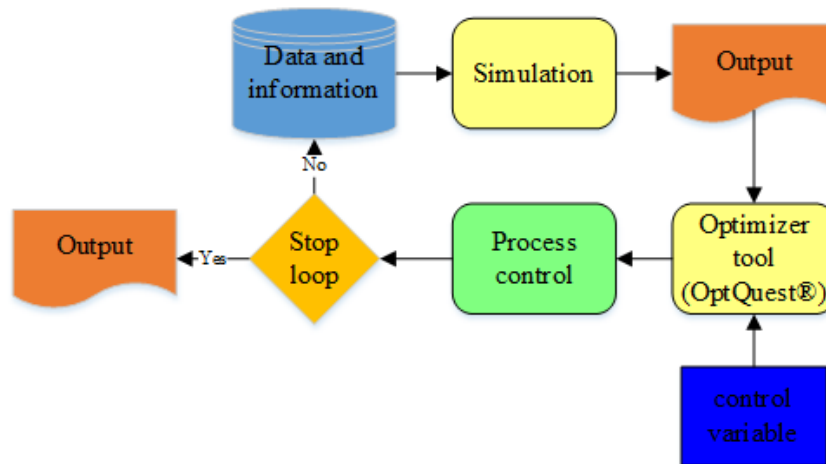 Data and
information
Simulation
Output
No
Output
Yes
Stop
loop
Process
control
Optimizer
tool
(OptQuest®)
control
variable